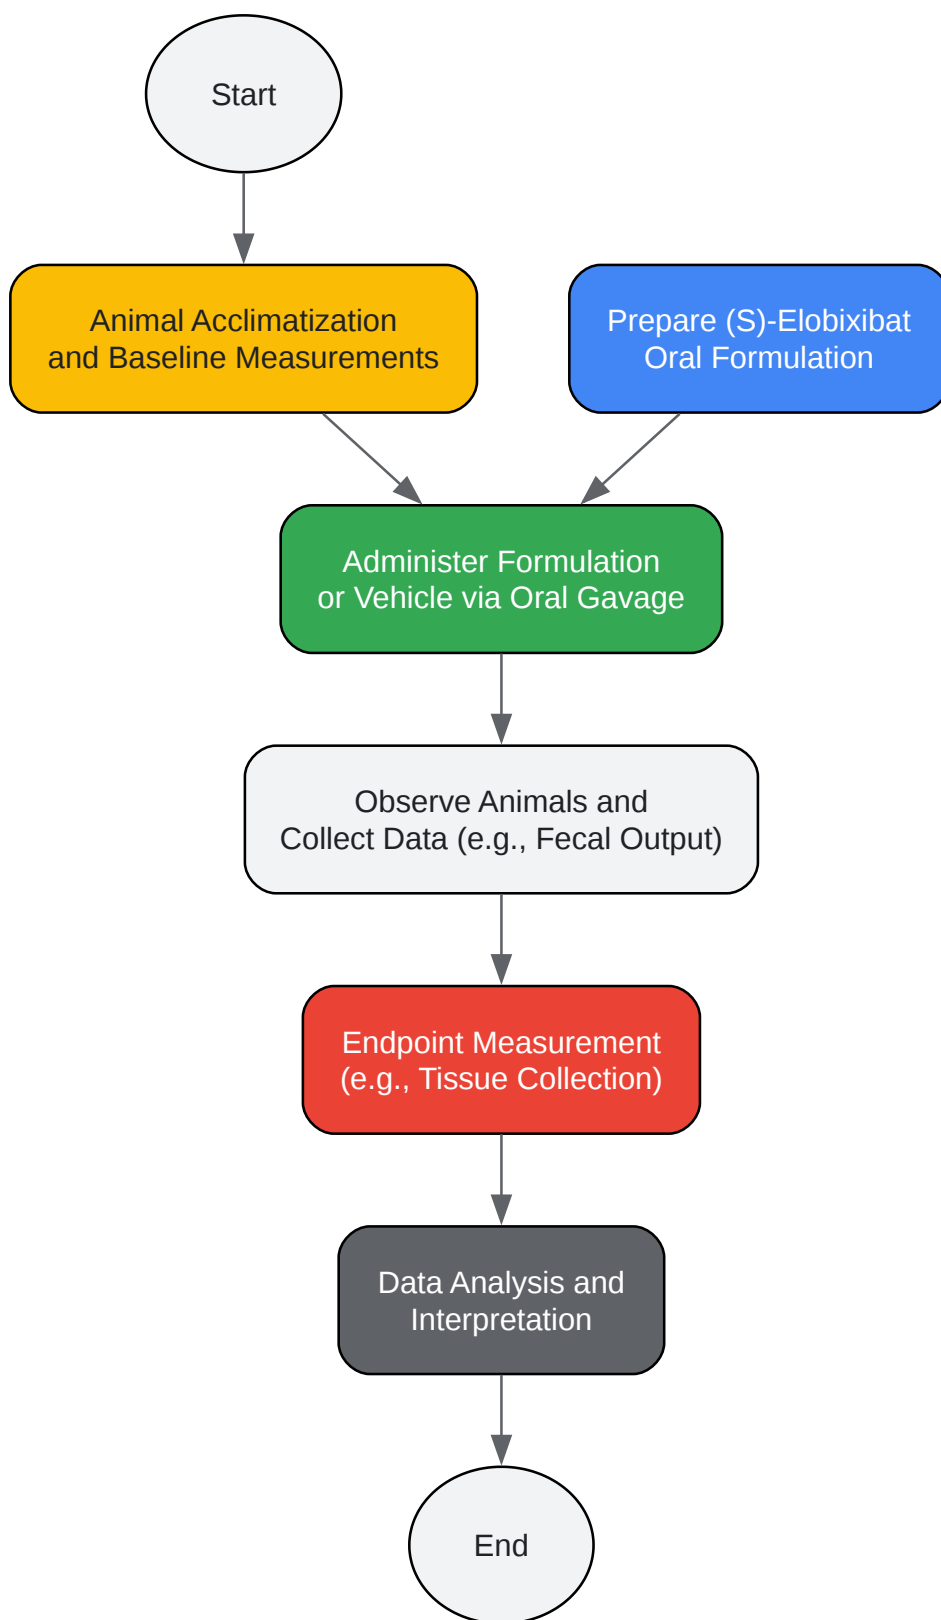 Start
Animal Acclimatization
and Baseline Measurements
Prepare (S)-Elobixibat
Oral Formulation
Administer Formulation
or Vehicle via Oral Gavage
Observe Animals and
Collect Data (e.g., Fecal Output)
Endpoint Measurement
(e.g., Tissue Collection)
Data Analysis and
Interpretation
End